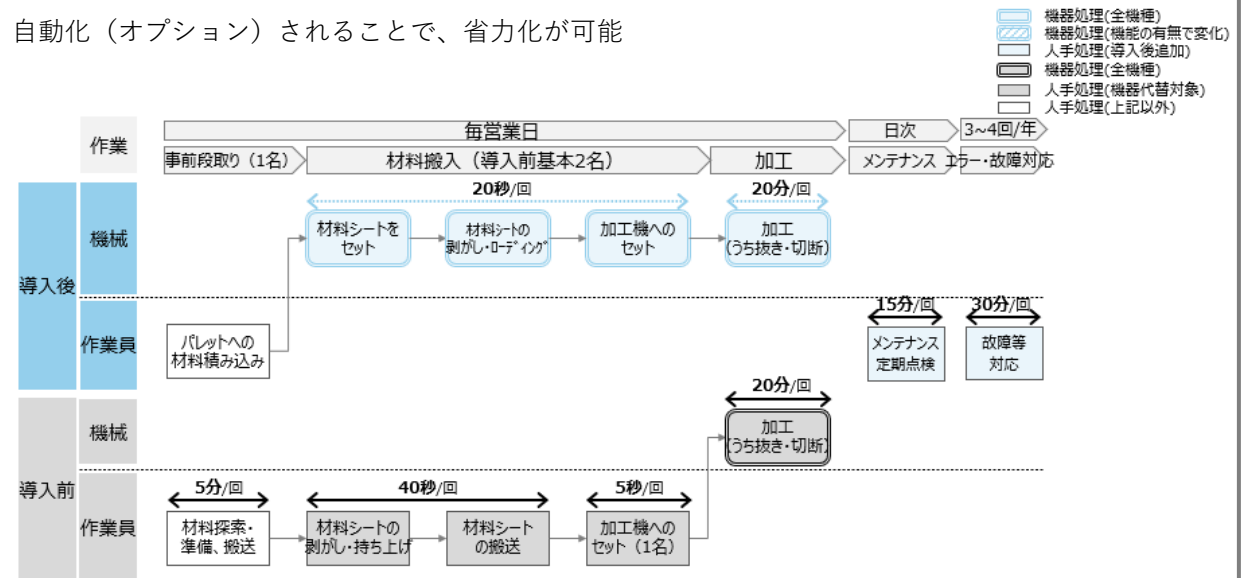 自動化（オプション）されることで、省力化が可能
機器処理(全機種)
機器処理(機能の有無で変化)
人手処理(導入後追加)
機器処理(全機種)
人手処理(機器代替対象)
人手処理(上記以外)
作業
毎営業日
日次
3~4回/年
事前段取り（1名）
材料搬入（導入前基本2名）
加工
メンテナンス
エラー・故障対応
導入後
機械
20秒/回
20分/回
材料シートを
セット
材料ｼｰﾄの
剥がし・ﾛｰﾃﾞｨﾝｸﾞ
加工機への
セット
加工
(うち抜き・切断)
作業員
パレットへの
材料積み込み
15分/回
30分/回
メンテナンス
定期点検
故障等
対応
導入前
機械
20分/回
加工
(うち抜き・切断)
作業員
5分/回
40秒/回
5秒/回
材料探索・
準備、搬送
材料シートの
剥がし・持ち上げ
材料シート
の搬送
加工機への
セット（1名）